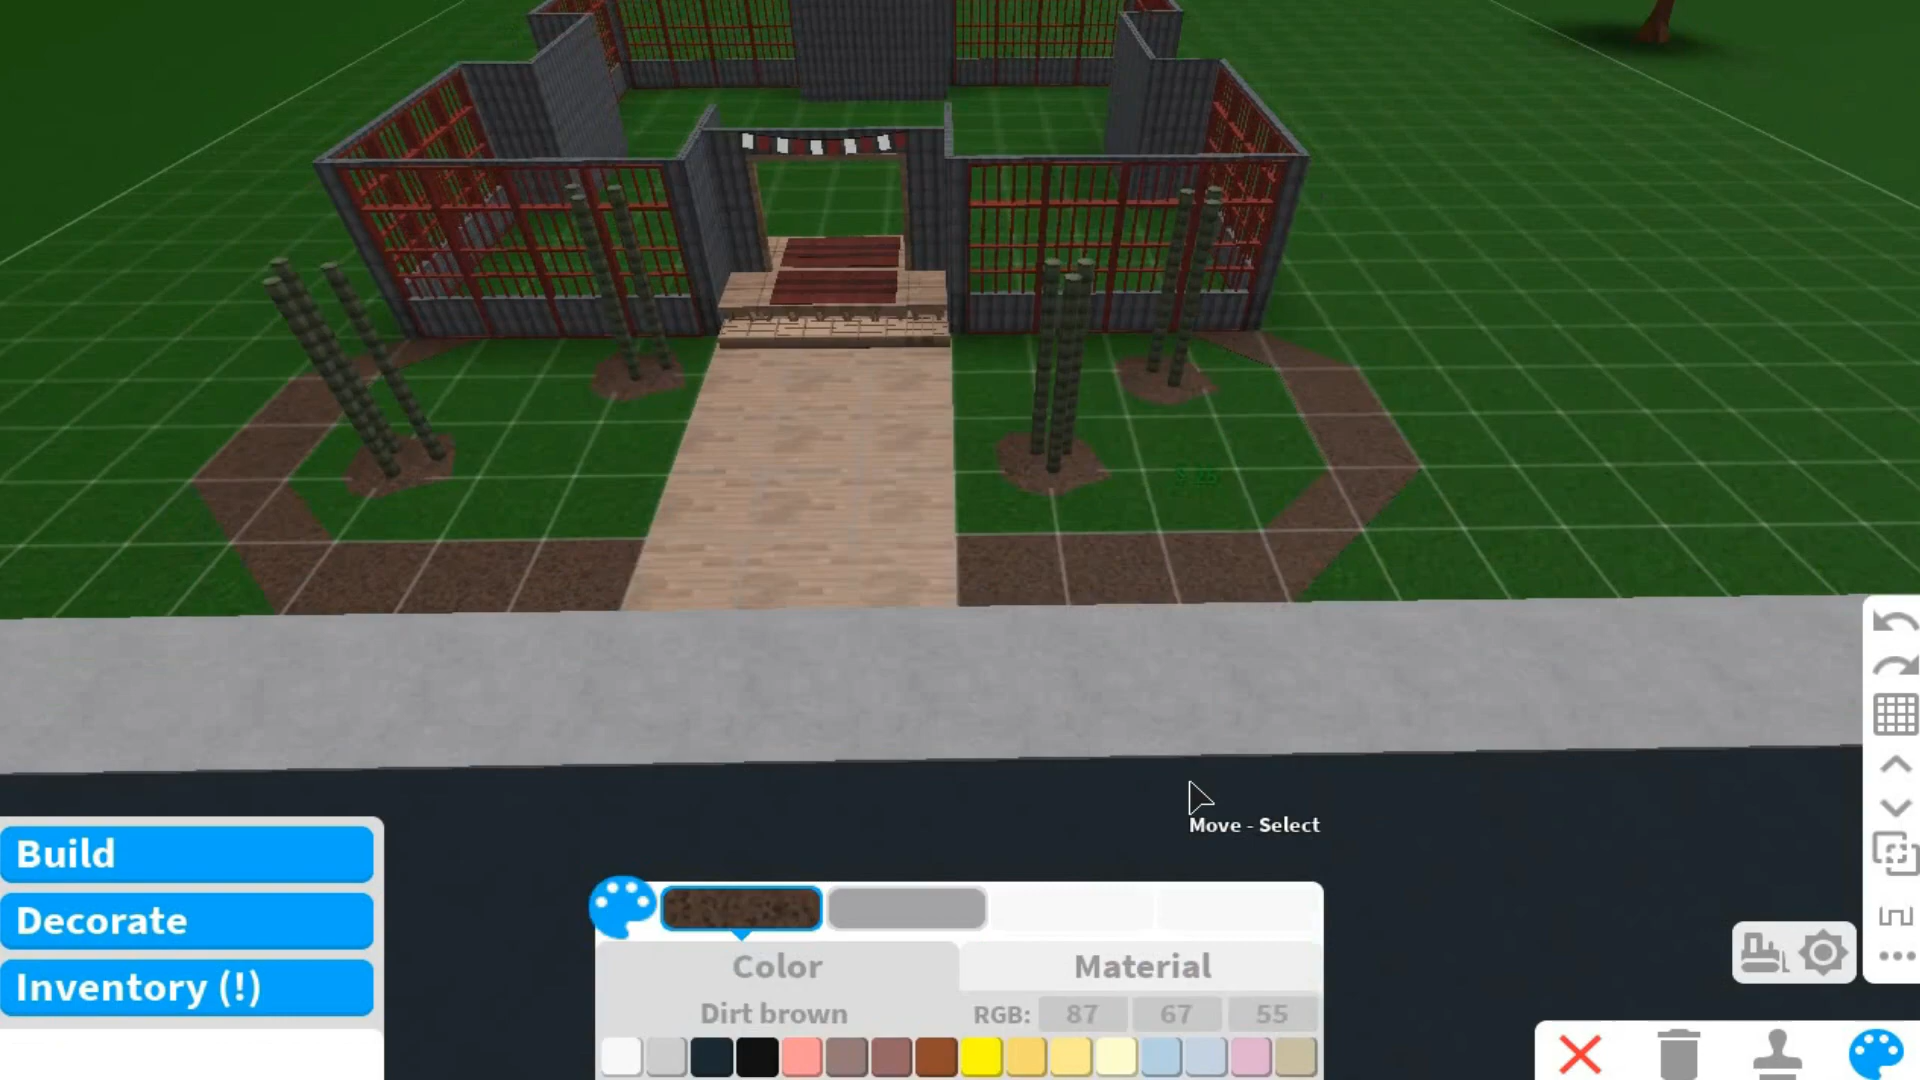 Move - Select
Build
Decorate
Inventory (!)
Color
Material
Dirt brown
RGB: 87 67 55